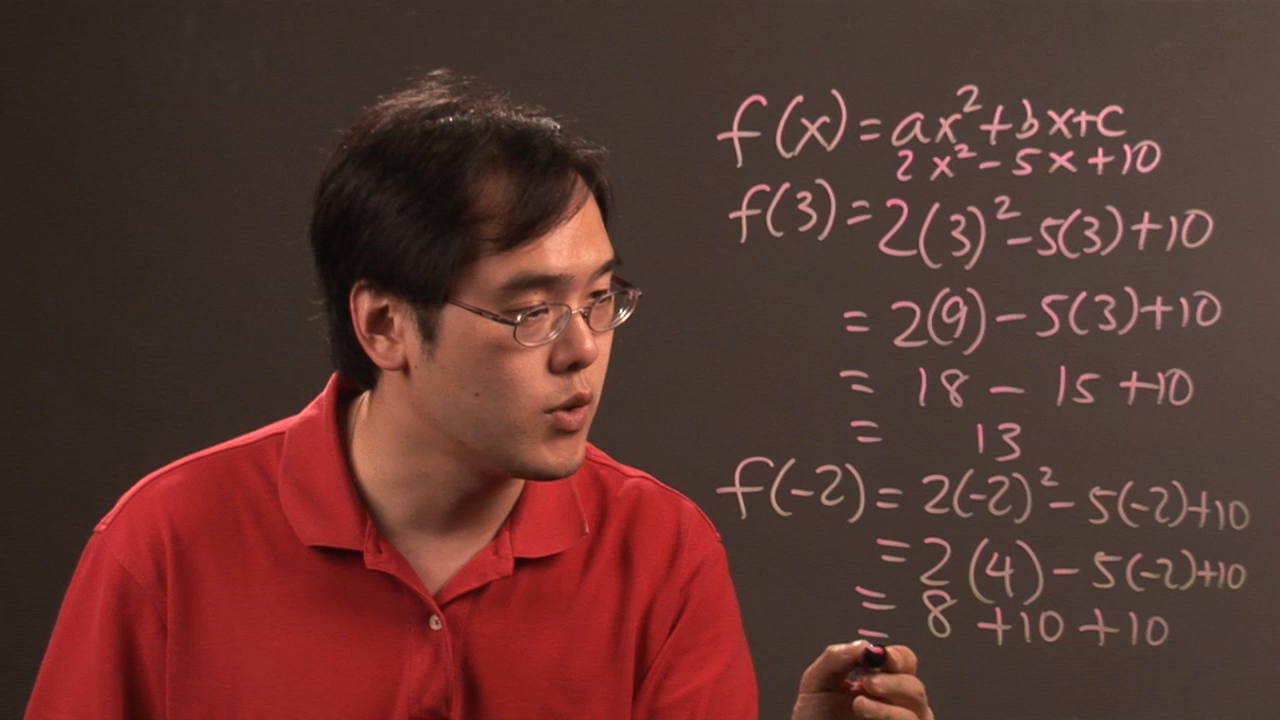 f(x) = ax² + bx + c
2x² - 5x + 10
f(3) = 2(3)² - 5(3) + 10
= 2(9) - 5(3) + 10
= 18 - 15 + 10
= 13
f(-2) = 2(-2)² - 5(-2) + 10
= 2(4) - 5(-2) + 10
= 8 + 10 + 10
=